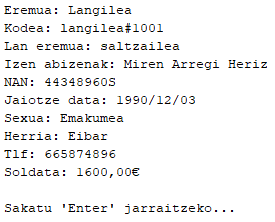 Eremua: Langilea
Kodea: langilea#1001
Lan eremua: saltzailea
Izen abizenak: Miren Arregi Heriz
NAN: 44348960S
Jaiotze data: 1990/12/03
Sexua: Emakumea
Herria: Eibar
Tlf: 665874896
Soldata: 1600,00€
Sakatu 'Enter' jarraitzeko...